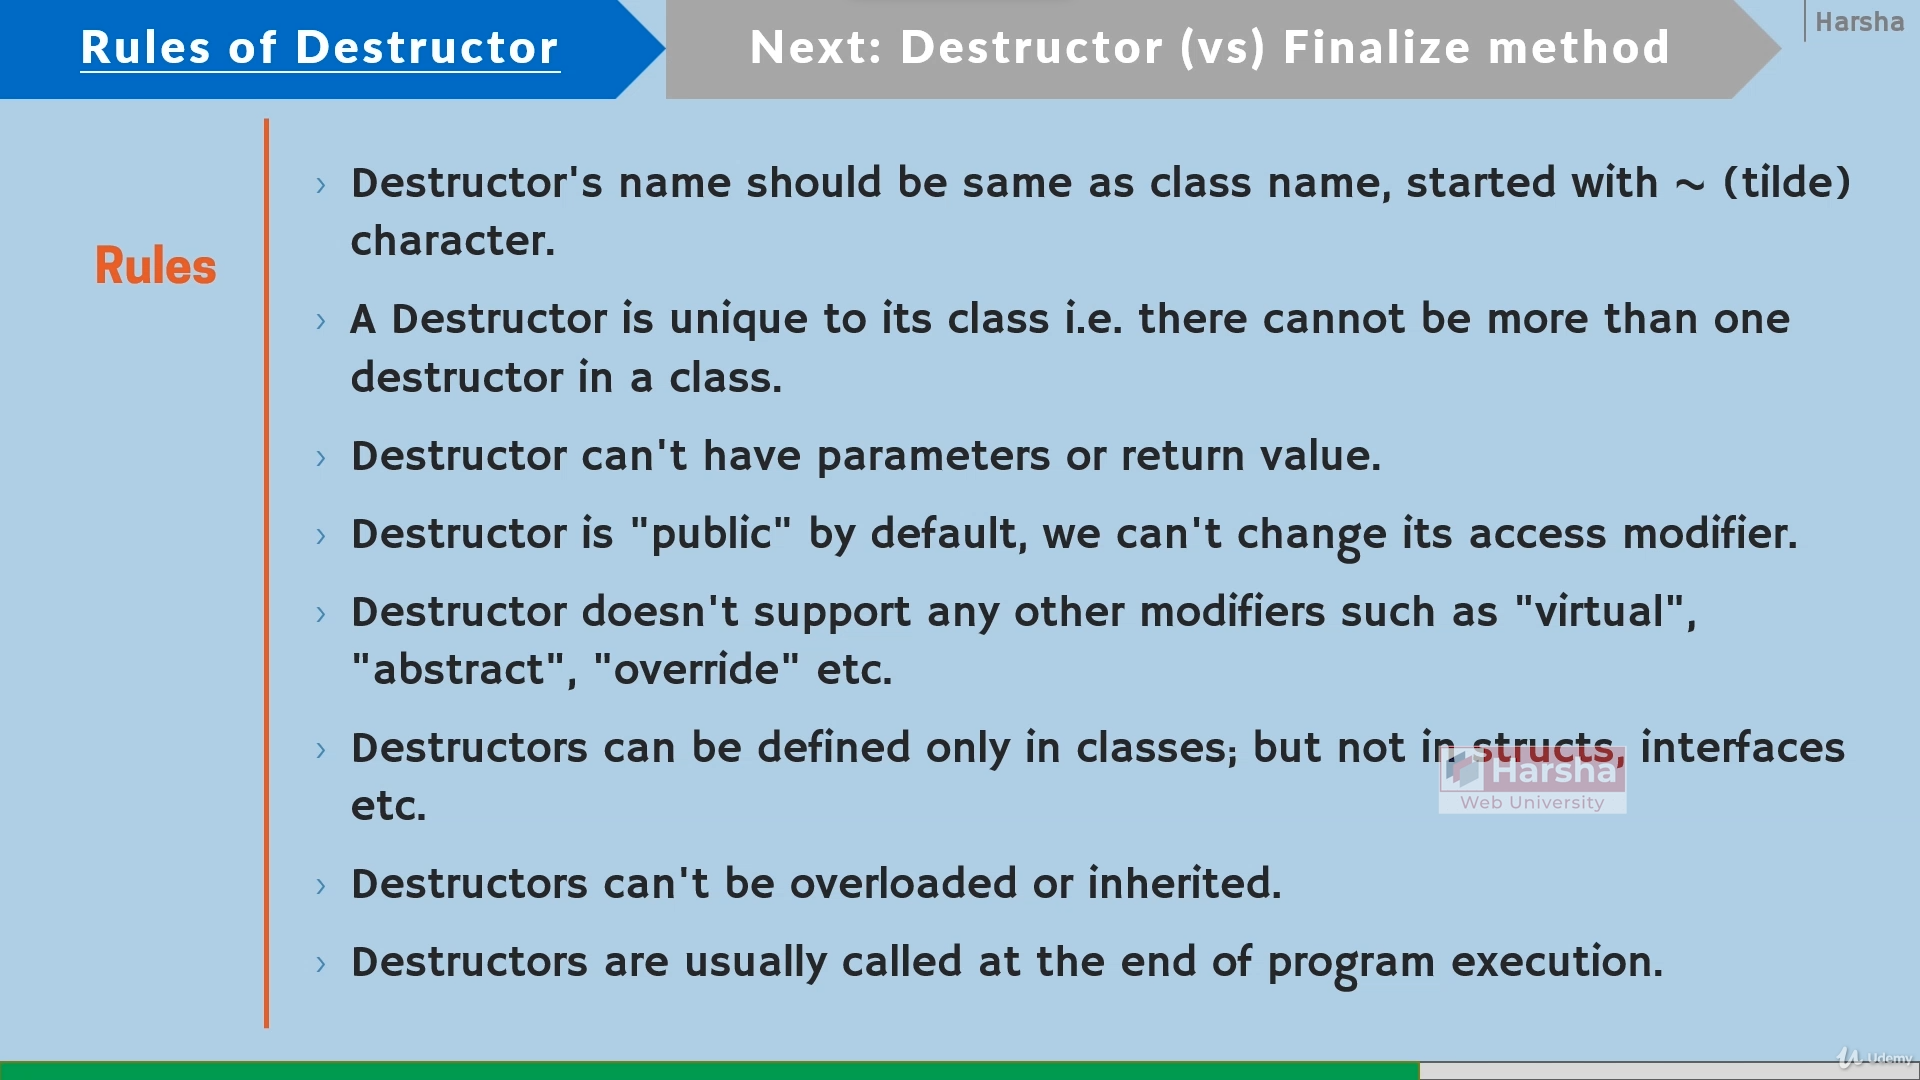 Rules of Destructor
Next: Destructor (vs) Finalize method
Harsha
Rules
Destructor's name should be same as class name, started with ~ (tilde)
character.
A Destructor is unique to its class i.e. there cannot be more than one
destructor in a class.
Destructor can't have parameters or return value.
Destructor is "public" by default, we can't change its access modifier.
Destructor doesn't support any other modifiers such as "virtual",
"abstract", "override" etc.
Destructors can be defined only in classes; but not in structs, interfaces
etc.
Harsha
Web University
Destructors can't be overloaded or inherited.
Destructors are usually called at the end of program execution.
Udemy